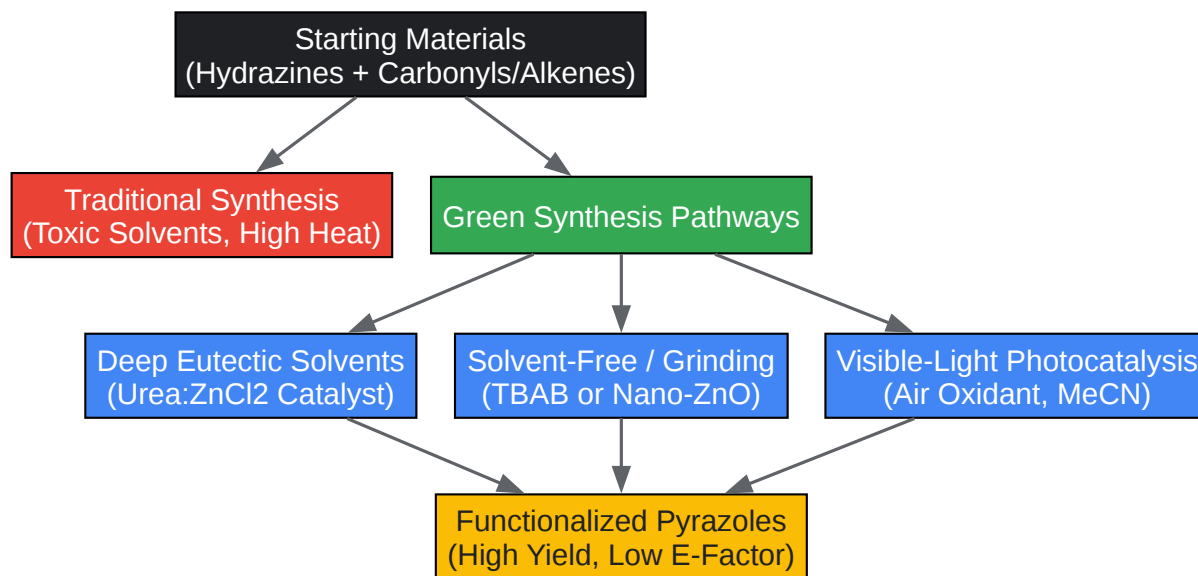 Starting Materials
(Hydrazines + Carbonyls/Alkenes)
Traditional Synthesis
(Toxic Solvents, High Heat)
Green Synthesis Pathways
Deep Eutectic Solvents
(Urea:ZnCl2 Catalyst)
Solvent-Free / Grinding
(TBAB or Nano-ZnO)
Visible-Light Photocatalysis
(Air Oxidant, MeCN)
Functionalized Pyrazoles
(High Yield, Low E-Factor)